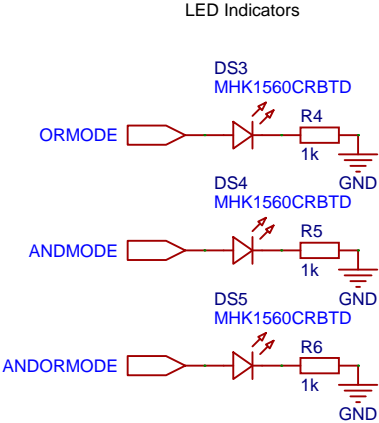 LED Indicators
DS3
MHK1560CRBTD
R4
ORMODE
1k
GND
DS4
MHK1560CRBTD
R5
ANDMODE
1k
GND
DS5
MHK1560CRBTD
R6
ANDORMODE
1k
GND